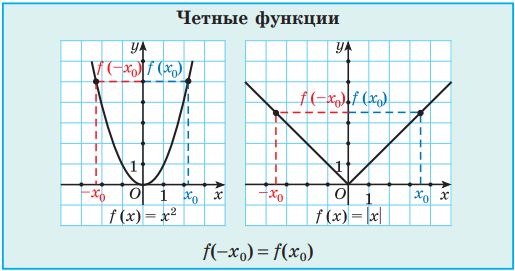 Четные функции
y
f(−x₀) f(x₀)
1
−x₀ O 1 x₀ x
f(x) = x²
y
f(−x₀) f(x₀)
1
−x₀ O 1 x₀ x
f(x) = |x|
f(−x₀) = f(x₀)